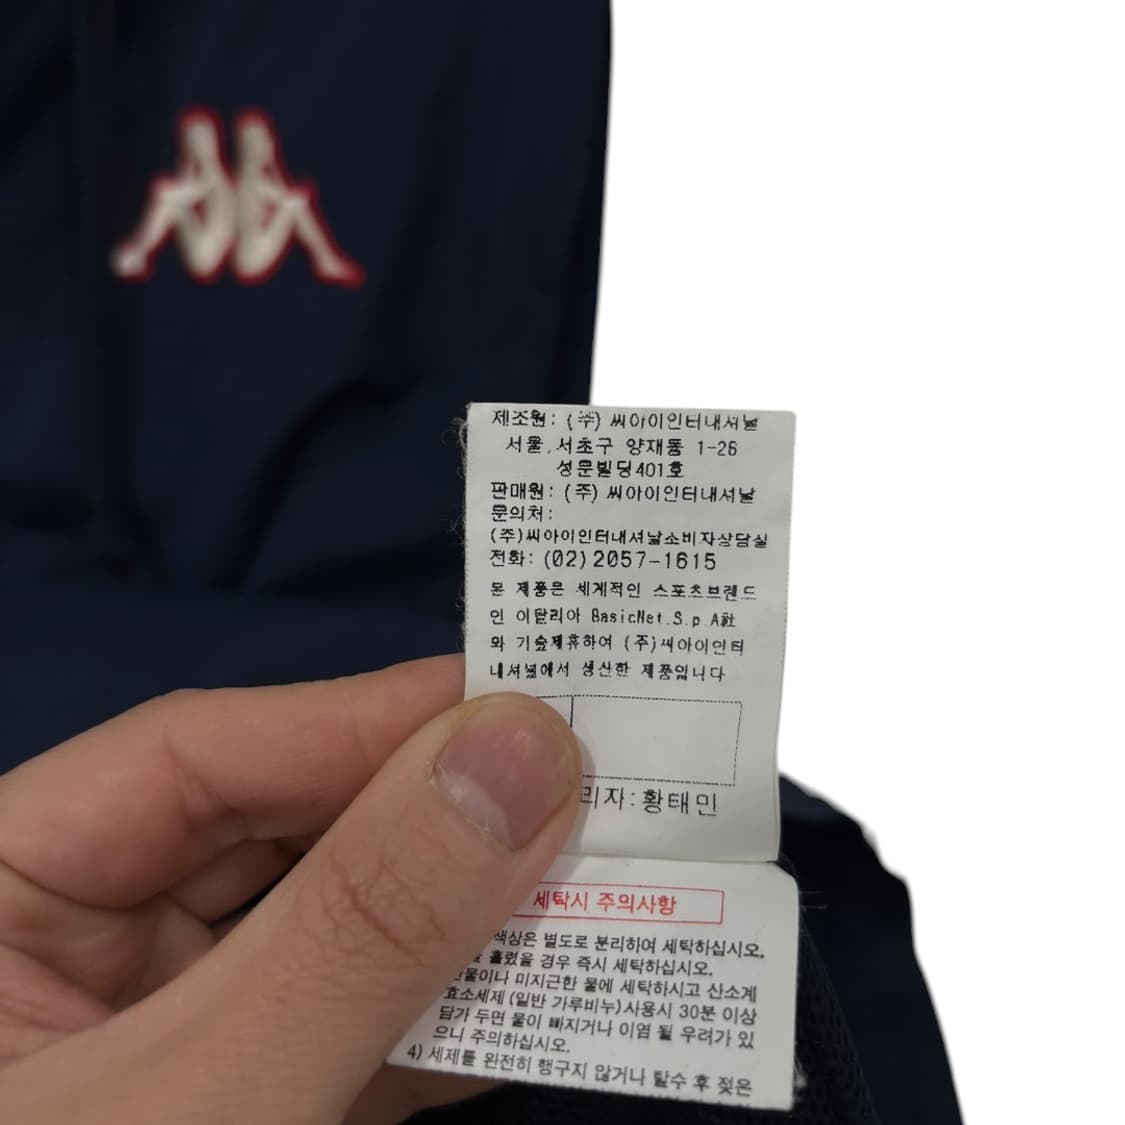 제조원: (주) 씨아이인터내셔날
서울,서초구 양재동 1-26
성문빌딩401호
판매원: (주) 씨아이인터내셔날
문의처:
(주)씨아이인터내셔날소비자상담실
전화: (02)2057-1615
본 제품은 세계적인 스포츠브랜드
인 이탈리아 BasicNet.S.p.A社
와 기술제휴하여 (주)씨아이인터
내셔널에서 생산한 제품입니다
리자:황태민
세탁시 주의사항
색상은 별도로 분리하여 세탁하십시오.
흘렸을 경우 즉시 세탁하십시오.
미지근한 물에 세탁하시고 산소계
효소세제(일반 가루비누)사용시 30분 이상
담가 두면 물이 빠지거나 이염 될 우려가 있
으니 주의하십시오.
4) 세제를 완전히 행구지 않거나 탈수 후 젖은